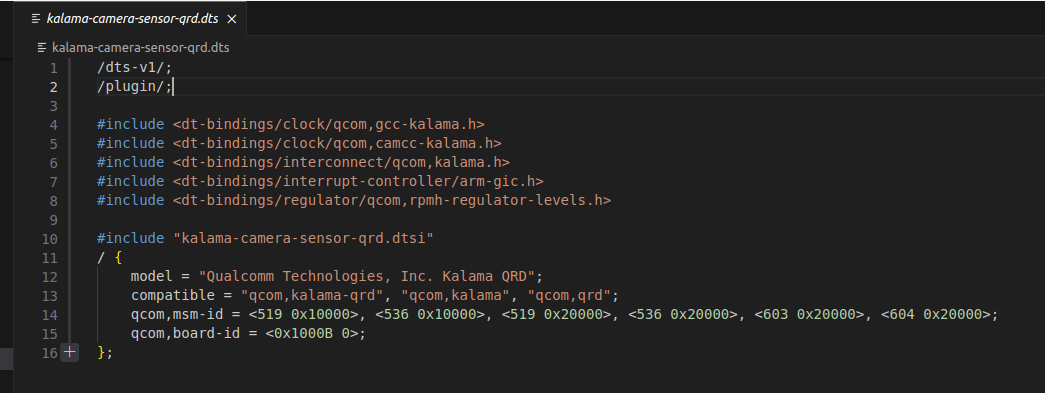 kalama-camera-sensor-qrd.dts ×
kalama-camera-sensor-qrd.dts
1 /dts-v1/;
2 /plugin/;
3
4 #include <dt-bindings/clock/qcom,gcc-kalama.h>
5 #include <dt-bindings/clock/qcom,camcc-kalama.h>
6 #include <dt-bindings/interconnect/qcom,kalama.h>
7 #include <dt-bindings/interrupt-controller/arm-gic.h>
8 #include <dt-bindings/regulator/qcom,rpmh-regulator-levels.h>
9
10 #include "kalama-camera-sensor-qrd.dtsi"
11 / {
12 model = "Qualcomm Technologies, Inc. Kalama QRD";
13 compatible = "qcom,kalama-qrd", "qcom,kalama", "qcom,qrd";
14 qcom,msm-id = <519 0x10000>, <536 0x10000>, <519 0x20000>, <536 0x20000>, <603 0x20000>, <604 0x20000>;
15 qcom,board-id = <0x1000B 0>;
16 + };